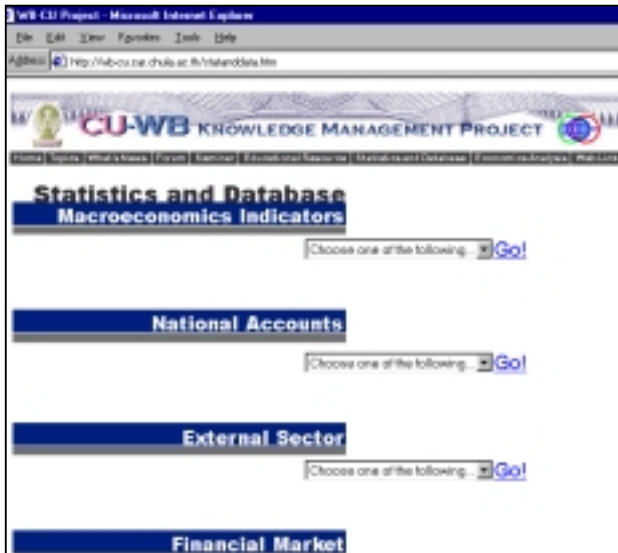 WB-CU Project - Microsoft Internet Explorer
File Edit View Favorites Tools Help
Address http://wb-cu.car.chula.ac.th/statanddata.htm
CU-WB KNOWLEDGE MANAGEMENT PROJECT
Home Topics What's News Forum Seminar Educational Resource Statistics and Database Economics Analysis Web Link
Statistics and Database
Macroeconomics Indicators
Choose one of the following... Go!
National Accounts
Choose one of the following... Go!
External Sector
Choose one of the following... Go!
Financial Market